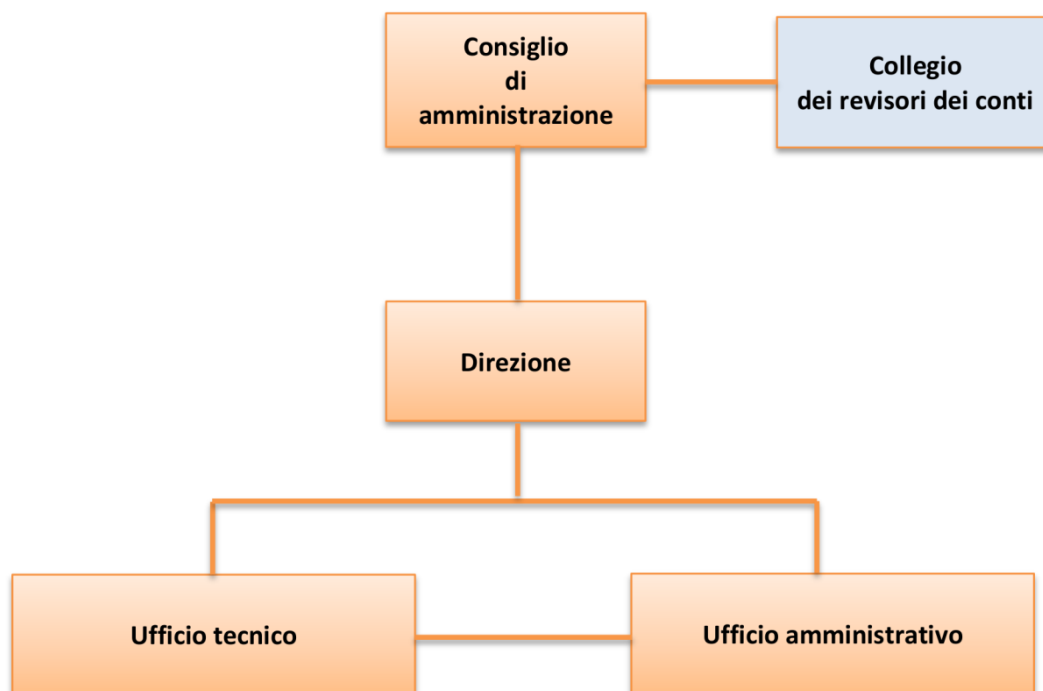 Consiglio
di
amministrazione
Collegio
dei revisori dei conti
Direzione
Ufficio tecnico
Ufficio amministrativo